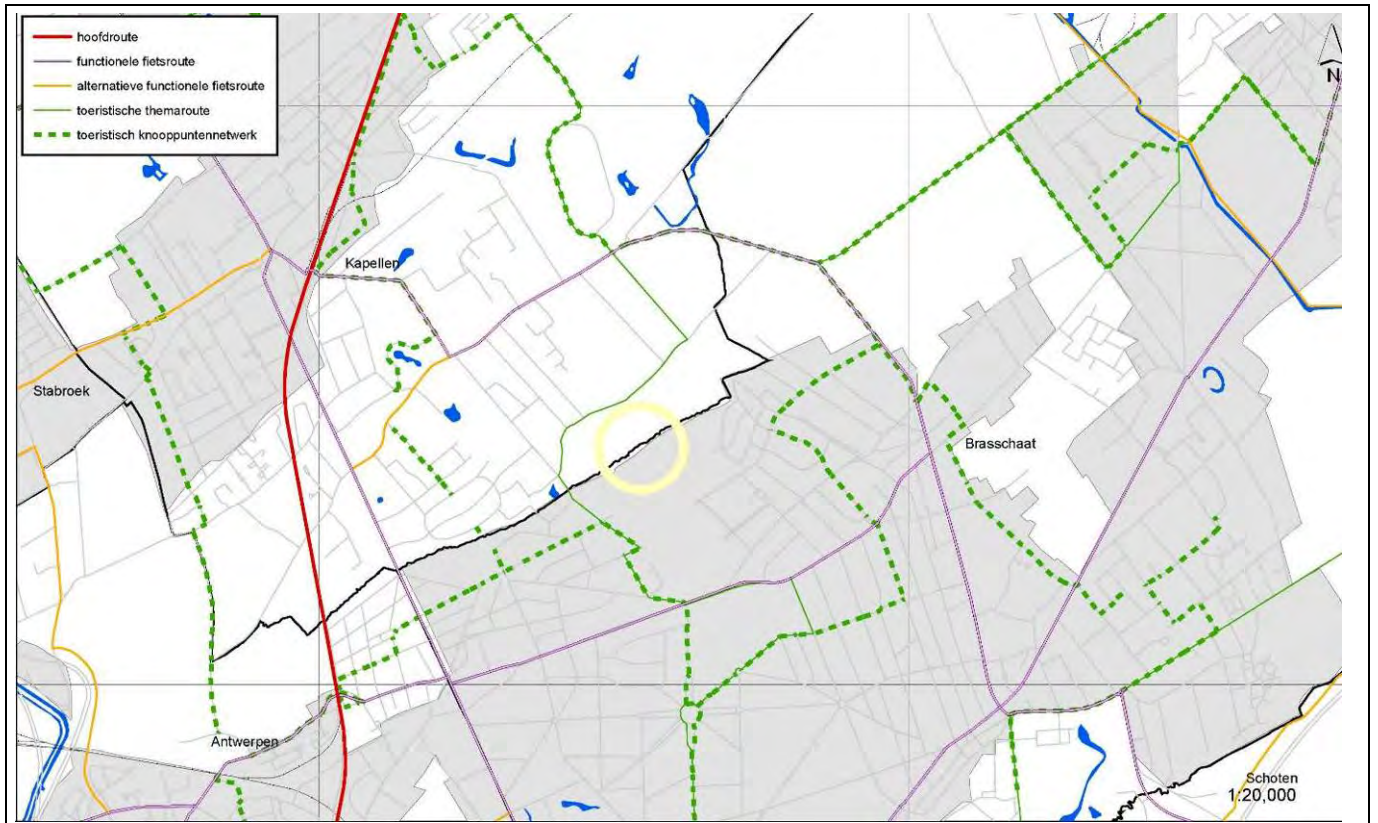 hoofdroute
functionele fietsroute
alternatieve functionele fietsroute
toeristische themaroute
toeristisch knooppuntennetwerk
N
Kapellen
Stabroek
Brasschaat
Antwerpen
Schoten
1:20,000